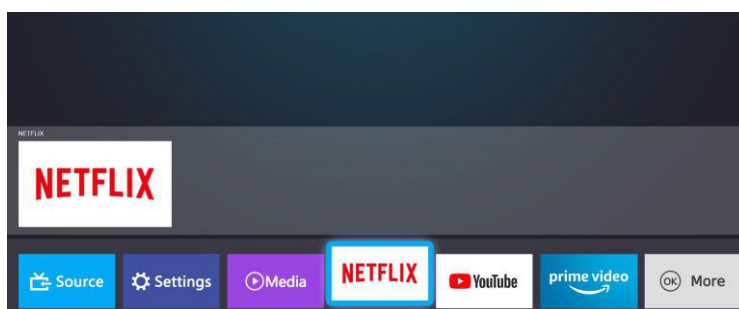 NETFLIX
NETFLIX
Source
Settings
Media
NETFLIX
YouTube
prime video
OK More